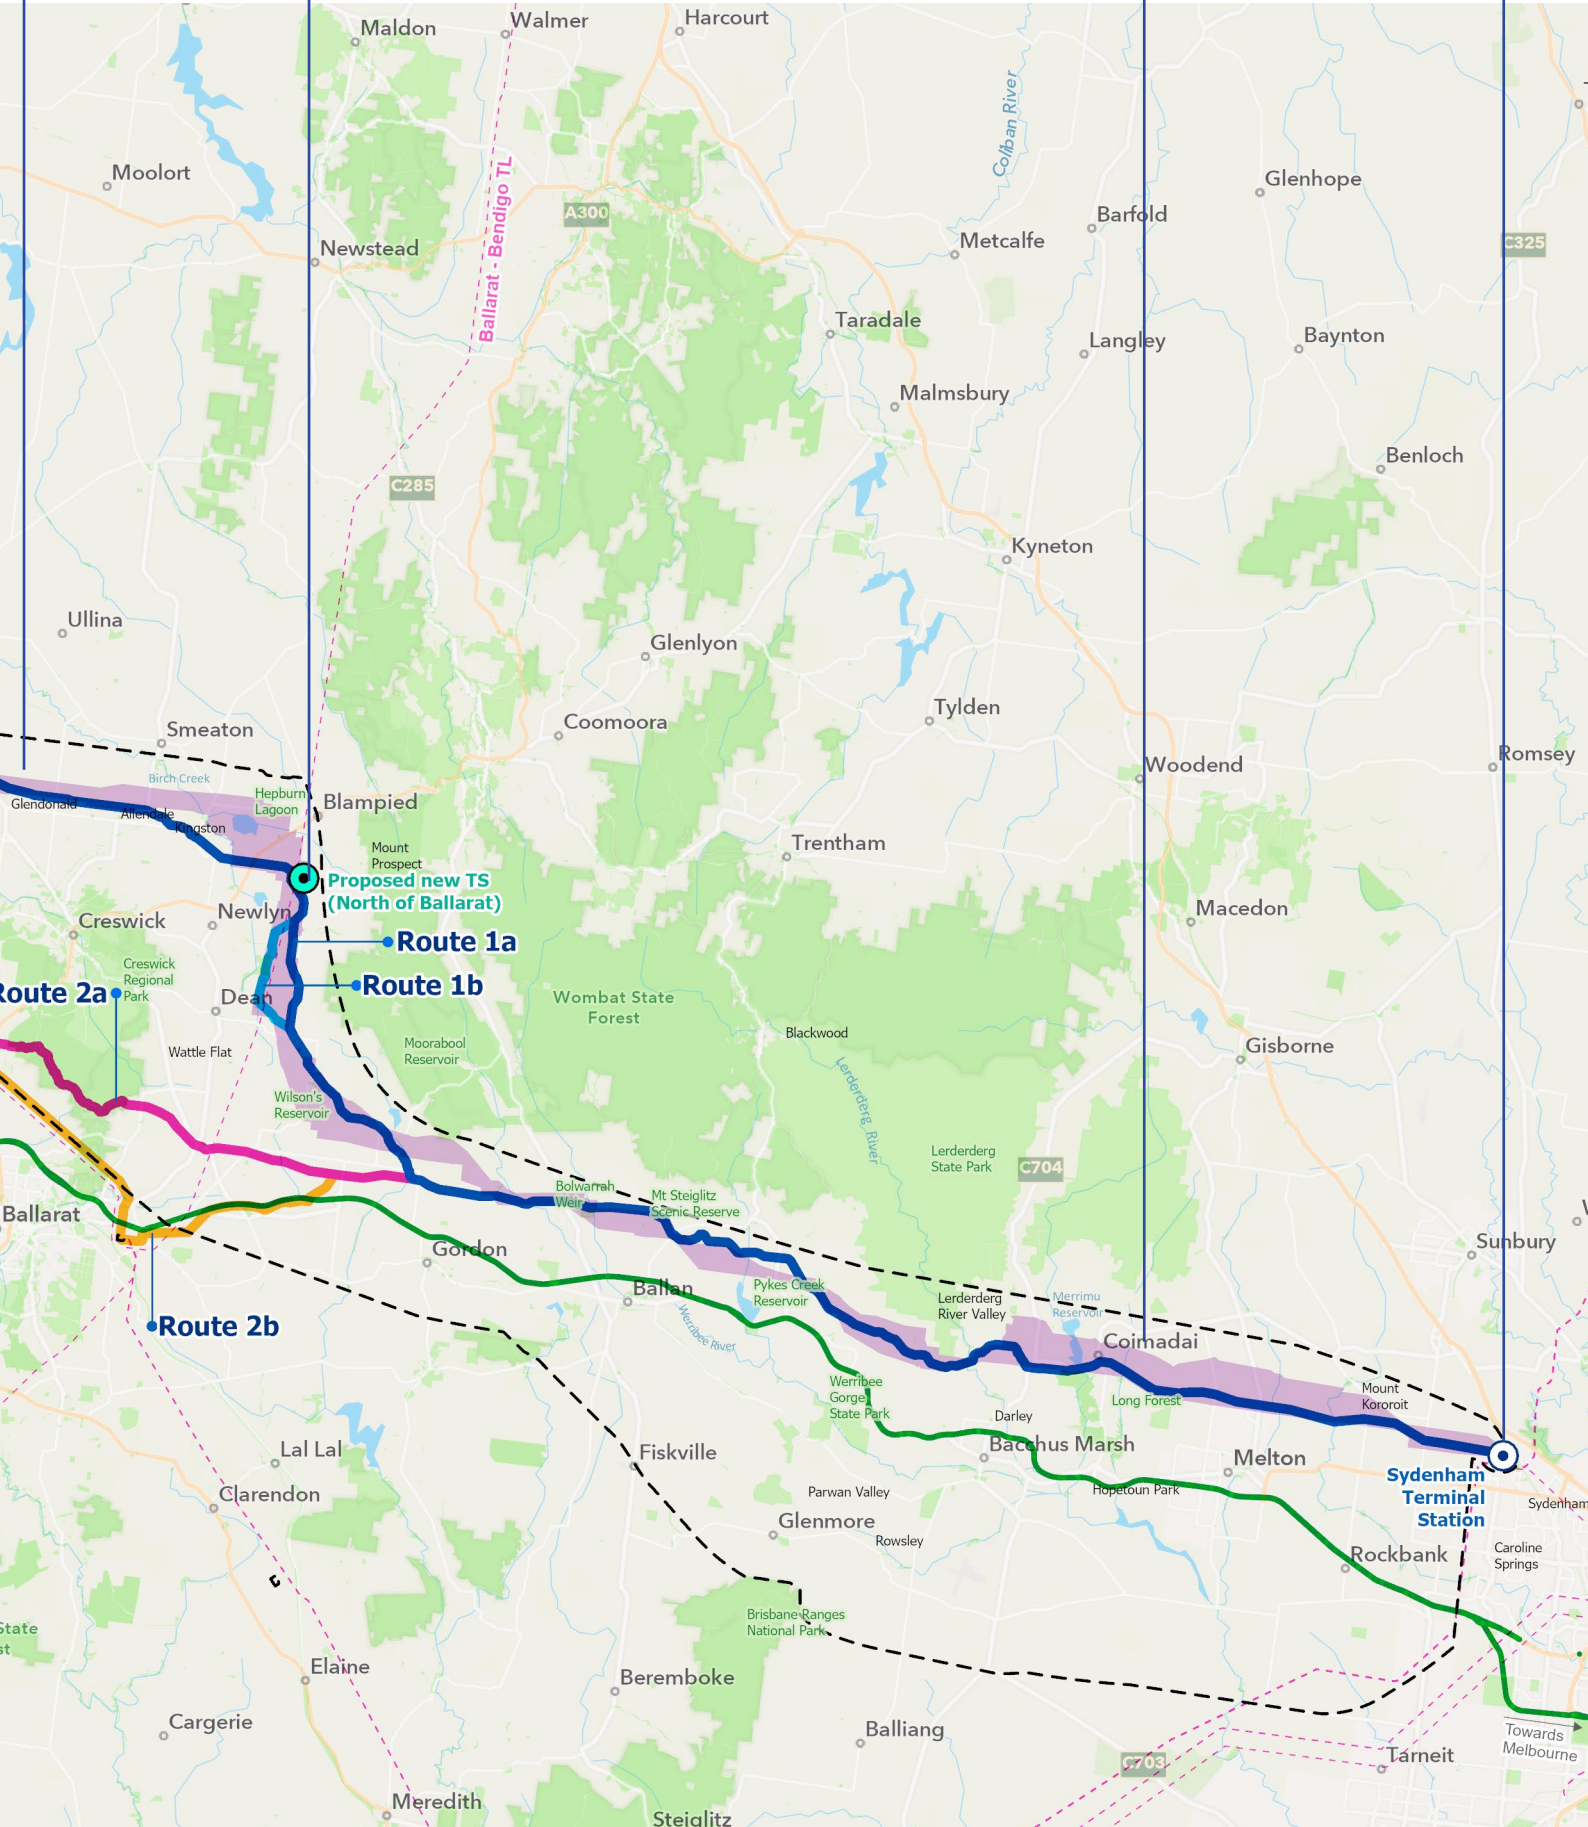 Maldon
Walmer
Harcourt
Coliban River
Moolort
Glenhope
Ballarat - Bendigo TL
A300
Barfold
Newstead
Metcalfe
C325
Taradale
Langley
Baynton
Malmsbury
Benloch
C285
Kyneton
Ullina
Glenlyon
Tylden
Coomoora
Smeaton
Romsey
Woodend
Birch Creek
Hepburn
Lagoon
Blampied
Glendonald
Allendale
Kingston
Trentham
Mount
Prospect
Proposed new TS
(North of Ballarat)
Newlyn
Macedon
Creswick
Route 1a
Creswick
Regional
Park
Route 1b
Route 2a
Dean
Wombat State
Forest
Blackwood
Wattle Flat
Moorabool
Reservoir
Gisborne
Lerderderg River
Wilson's
Reservoir
Lerderderg
State Park
C704
Bolwarrah
Weir
Mt Steiglitz
Scenic Reserve
Ballarat
Gordon
Sunbury
Ballan
Pykes Creek
Reservoir
Lerderderg
River Valley
Merrimu
Reservoir
Route 2b
Werribee River
Coimadai
Werribee
Gorge
State Park
Long Forest
Mount
Kororoit
Darley
Bacchus Marsh
Lal Lal
Fiskville
Melton
Sydenham
Terminal
Station
Clarendon
Parwan Valley
Hopetoun Park
Sydenham
Glenmore
Rowsley
Rockbank
Caroline
Springs
Brisbane Ranges
National Park
State
st
Elaine
Beremboke
Cargerie
Balliang
Towards
Melbourne
C703
Tarneit
Meredith
Steiglitz